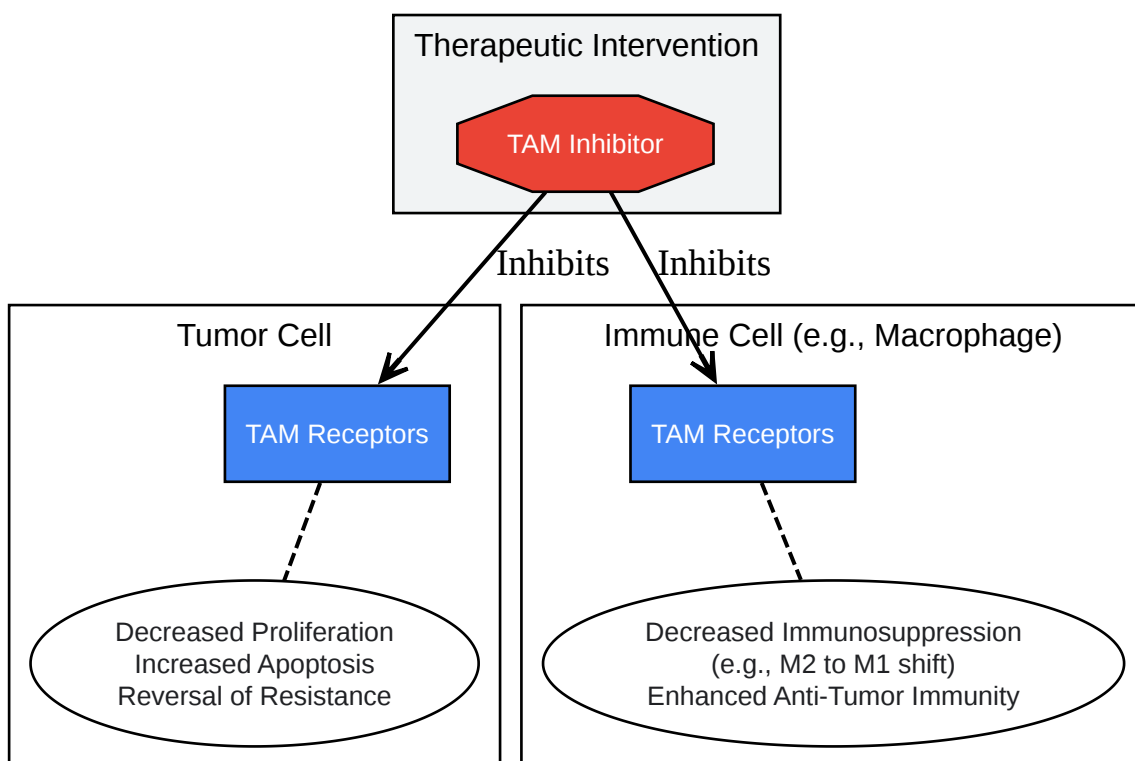 Therapeutic Intervention
TAM Inhibitor
Inhibits
Inhibits
Tumor Cell
Immune Cell (e.g., Macrophage)
TAM Receptors
TAM Receptors
Decreased Proliferation
Increased Apoptosis
Reversal of Resistance
Decreased Immunosuppression
(e.g., M2 to M1 shift)
Enhanced Anti-Tumor Immunity